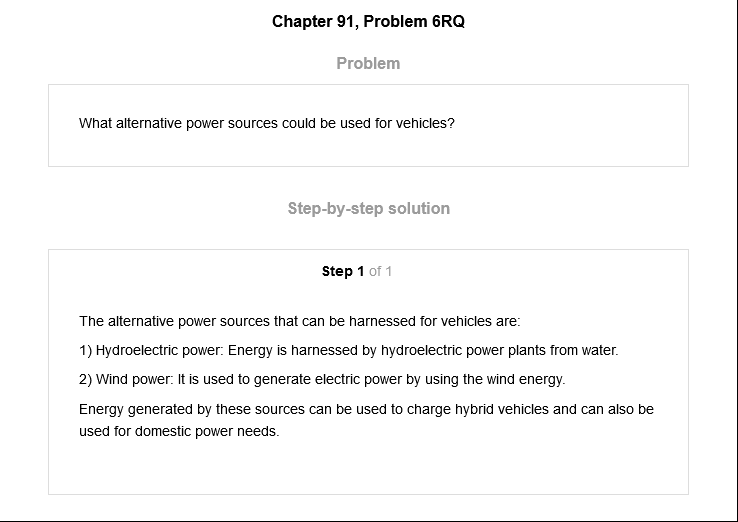 Chapter 91, Problem 6RQ
Problem
What alternative power sources could be used for vehicles?
Step-by-step solution
Step 1 of 1
The alternative power sources that can be harnessed for vehicles are:
1) Hydroelectric power: Energy is harnessed by hydroelectric power plants from water.
2) Wind power: It is used to generate electric power by using the wind energy.
Energy generated by these sources can be used to charge hybrid vehicles and can also be
used for domestic power needs.